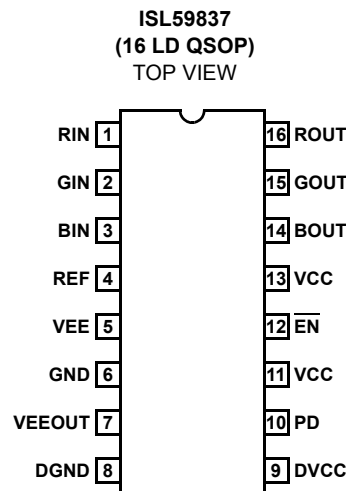 ISL59837
(16 LD QSOP)
TOP VIEW
RIN 1 16 ROUT
GIN 2 15 GOUT
BIN 3 14 BOUT
REF 4 13 VCC
VEE 5 12 EN
GND 6 11 VCC
VEEOUT 7 10 PD
DGND 8 9 DVCC